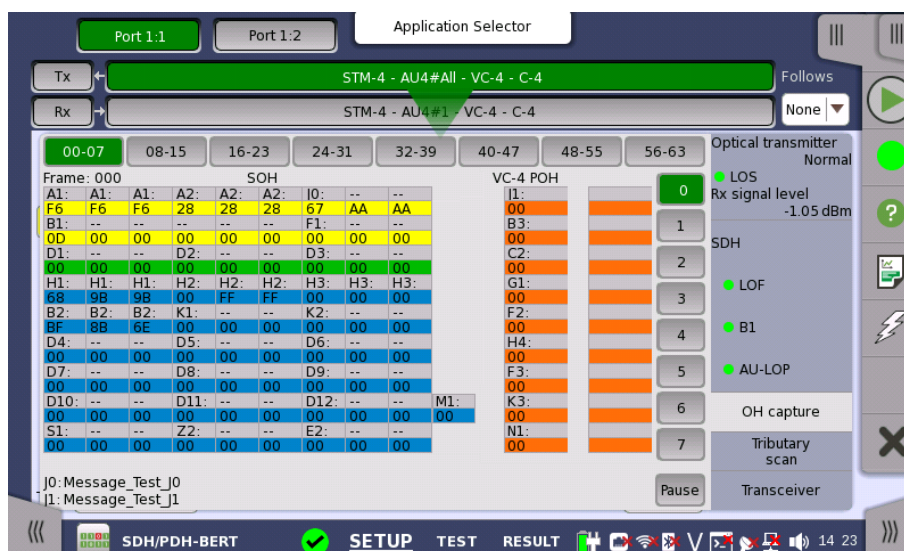 Port 1:1 Port 1:2 Application Selector
Tx STM-4 - AU4#All - VC-4 - C-4 Follows
Rx STM-4 - AU4#1 - VC-4 - C-4 None
00-07 08-15 16-23 24-31 32-39 40-47 48-55 56-63
Optical transmitter
Normal
LOS
Rx signal level
-1.05 dBm
SDH
LOF
B1
AU-LOP
OH capture
Tributary
scan
Transceiver
Frame: 000 SOH VC-4 POH
A1: A1: A1: A2: A2: A2: J0: -- -- J1:
F6 F6 F6 28 28 28 67 AA AA 00
B1: -- -- -- -- -- F1: -- -- B3:
0D 00 00 00 00 00 00 00 00 00
D1: -- -- D2: -- -- D3: -- -- C2:
00 00 00 00 00 00 00 00 00 00
H1: H1: H1: H2: H2: H2: H3: H3: H3: G1:
68 9B 9B 00 FF FF 00 00 00 00
B2: B2: B2: K1: -- -- K2: -- -- F2:
BF 8B 6E 00 00 00 00 00 00 00
D4: -- -- D5: -- -- D6: -- -- H4:
00 00 00 00 00 00 00 00 00 00
D7: -- -- D8: -- -- D9: -- -- F3:
00 00 00 00 00 00 00 00 00 00
D10: -- -- D11: -- -- D12: -- -- M1: K3:
00 00 00 00 00 00 00 00 00 00 00
S1: -- -- Z2: -- -- E2: -- -- N1:
00 00 00 00 00 00 00 00 00 00
0
1
2
3
4
5
6
7
J0: Message_Test_J0
J1: Message_Test_J1
Pause
SDH/PDH-BERT SETUP TEST RESULT V 14 23